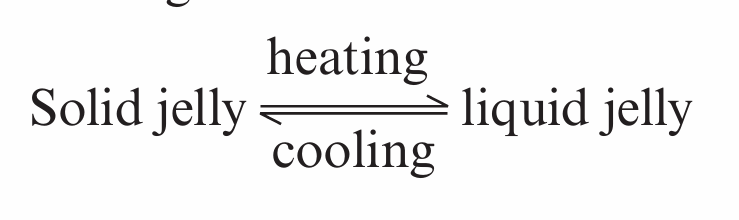 heating
Solid jelly ⇌ liquid jelly
cooling